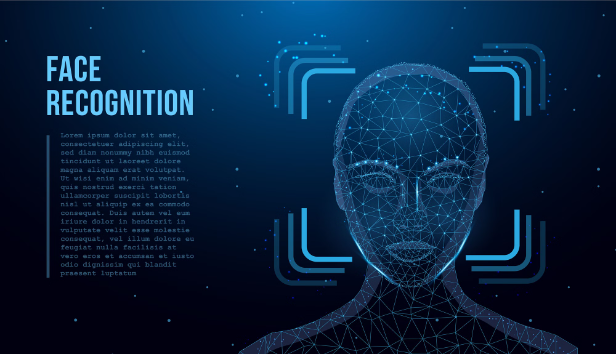 FACE
RECOGNITION
Lorem ipsum dolor sit amet,
consectetuer adipiscing elit,
sed diam nonummy nibh euismod
tincidunt ut lacreet dolore
magna aliquam erat volutpat.
Ut wisi enim ad minim veniam,
quis nostrud exerci tation
ullamcorper suscipit lobortis
nisl ut aliquip ex ea commodo
consequat. Duis autem vel eum
iriure dolor in hendrerit in
vulputate velit esse molestie
consequat, vel illum dolore eu
feugiat nulla facilisis at
vero eros et accumsan et iusto
odio dignissim qui blandit
praesent luptatum